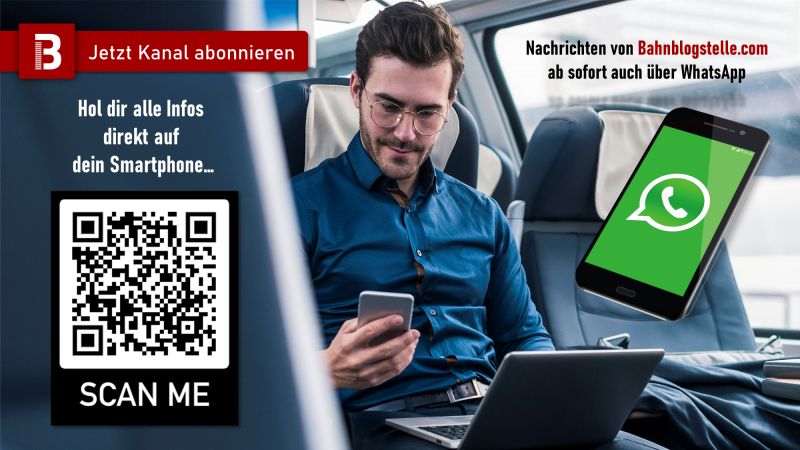 B
Jetzt Kanal abonnieren
Hol dir alle Infos
direkt auf
dein Smartphone...
SCAN ME
Nachrichten von Bahnblogstelle.com
ab sofort auch über WhatsApp